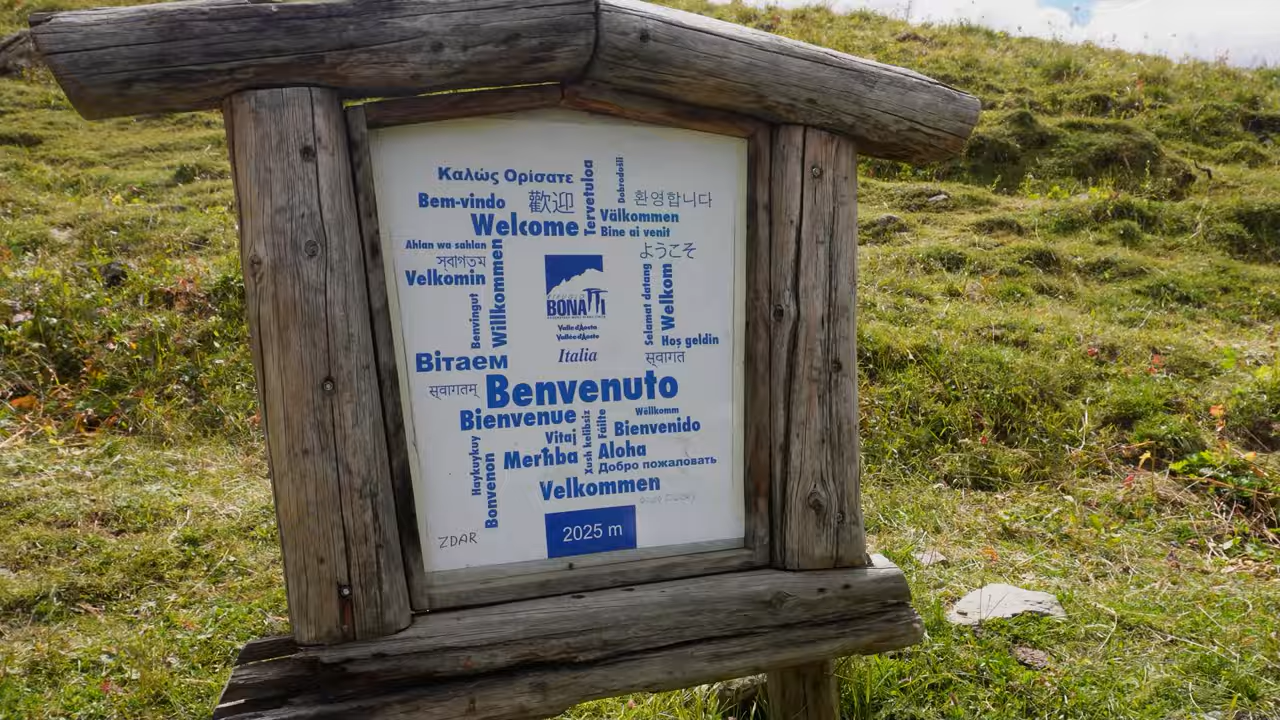 Καλώς Ορίσατε
Tervetuloa
Dobrodošli
Bem-vindo
歡迎
환영합니다
Welcome
Välkommen
Bine ai venit
Ahlan wa sahlan
ようこそ
স্বাগতম
Velkomin
Willkommen
Benvingut
BONATTI
Valle d'Aosta
Vallée d'Aoste
Italia
Selamat datang
Welkom
Hoş geldin
Вітаем
स्वागत
स्वागतम्
Benvenuto
Bienvenue
Wëllkomm
Bienvenido
Vitaj
Xush kelibsiz
Fáilte
Merħba
Aloha
Haykuykuy
Bonvenon
Добро пожаловать
Velkommen
ZDAR
2025 m